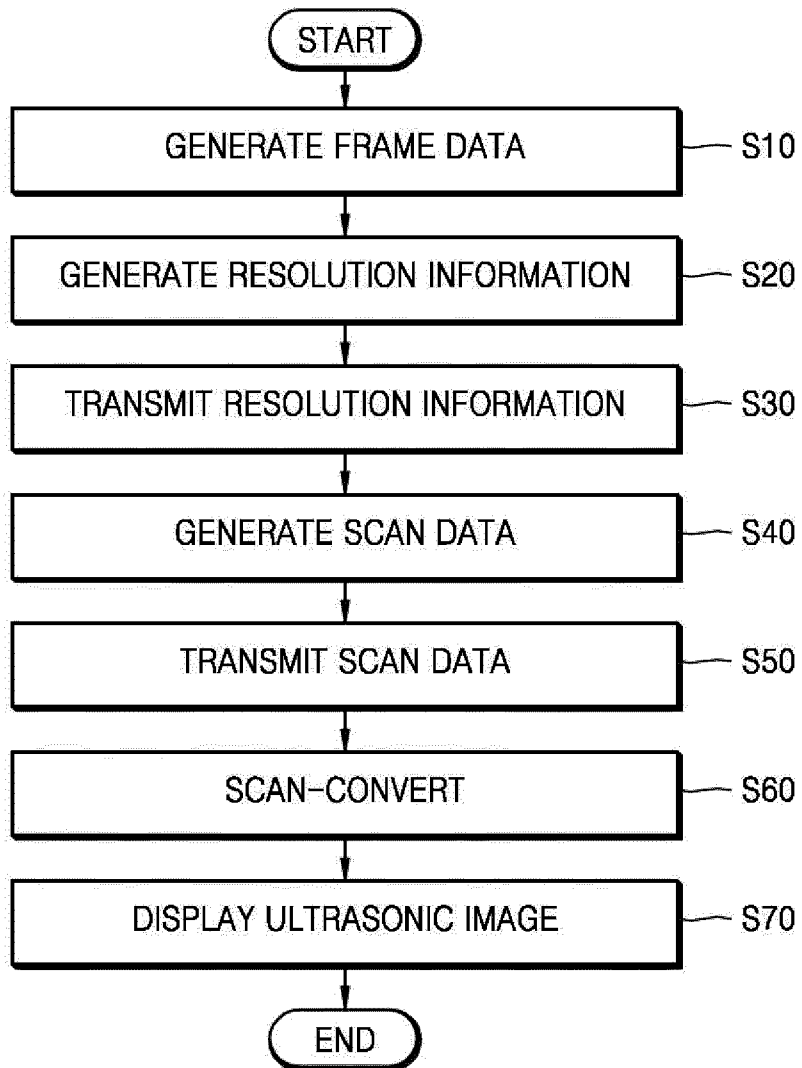 START
GENERATE FRAME DATA
S10
GENERATE RESOLUTION INFORMATION
S20
TRANSMIT RESOLUTION INFORMATION
S30
GENERATE SCAN DATA
S40
TRANSMIT SCAN DATA
S50
SCAN-CONVERT
S60
DISPLAY ULTRASONIC IMAGE
S70
END